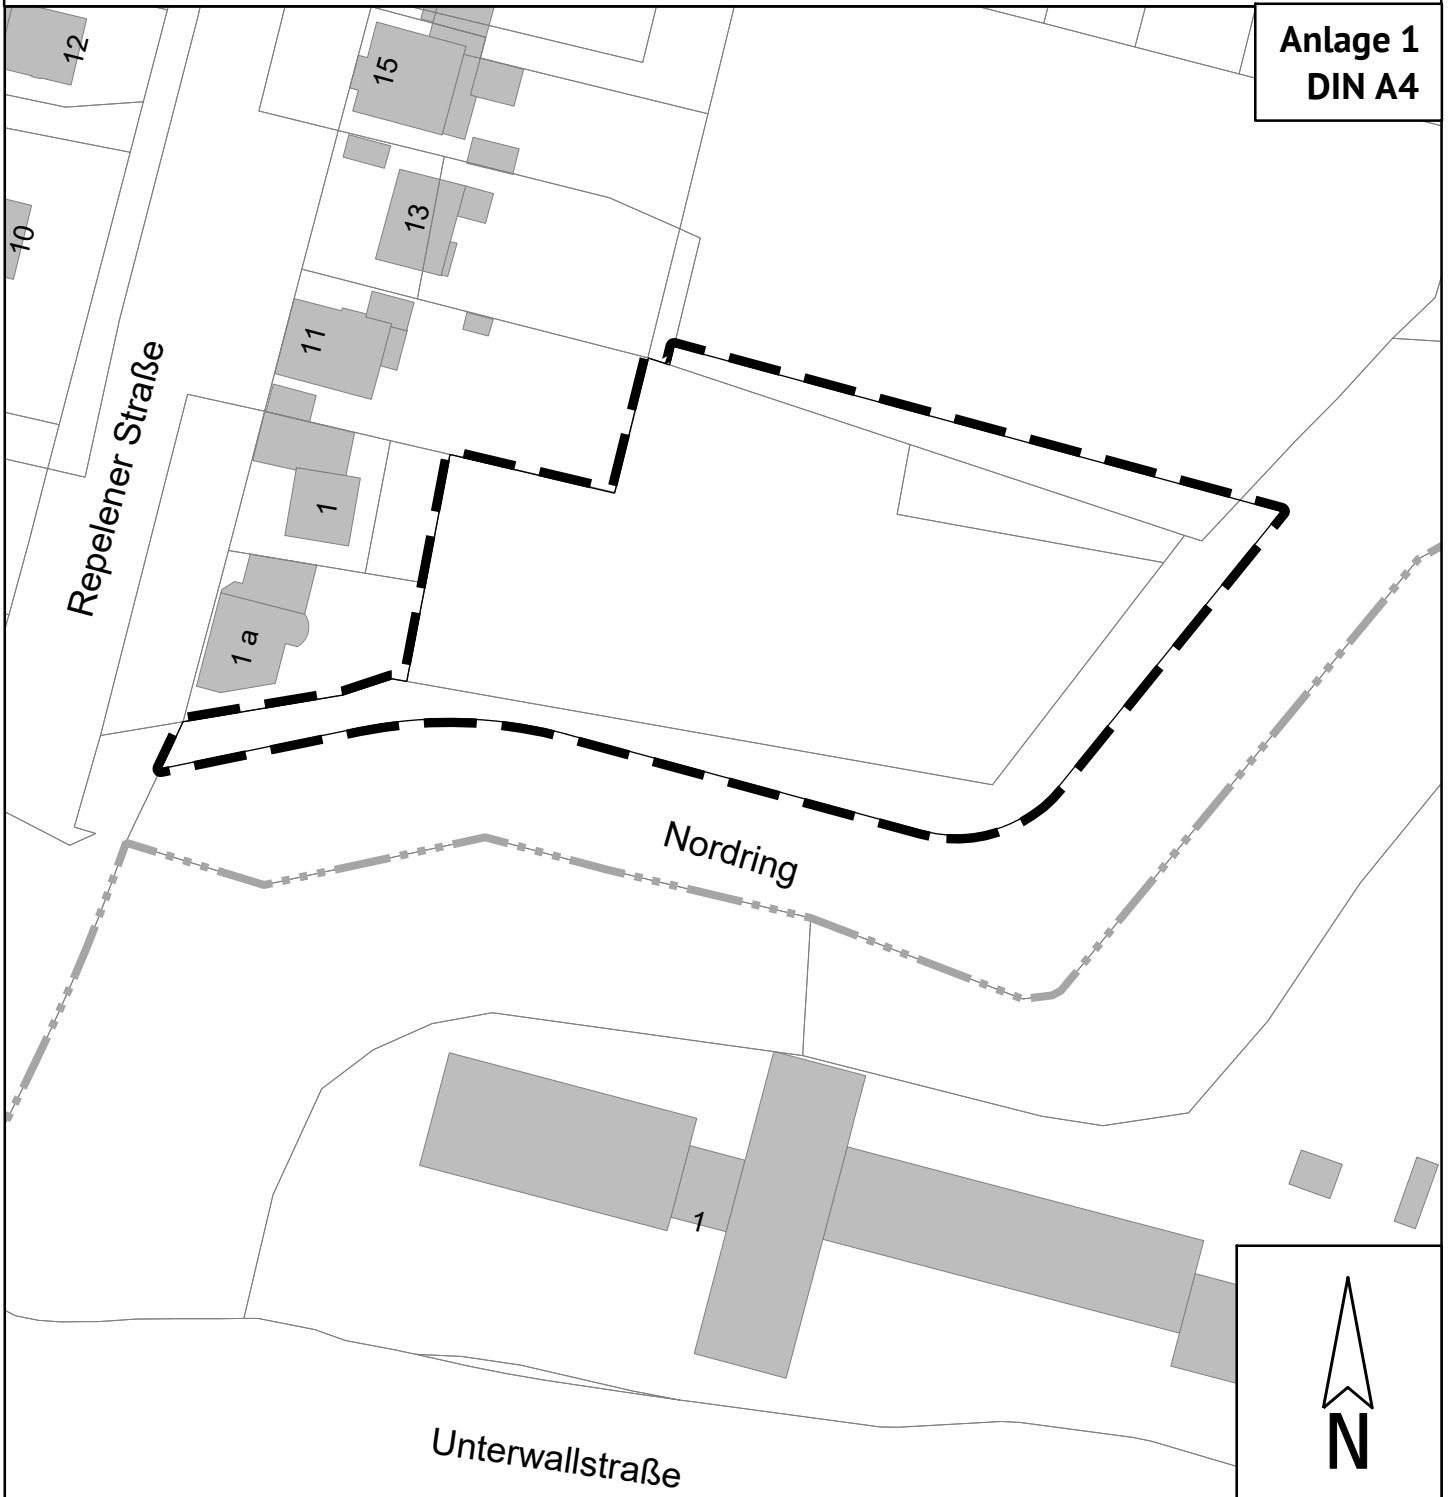 Anlage 1
DIN A4
12
15
10
13
11
Repelener Straße
1
1 a
Nordring
1
Unterwallstraße
N